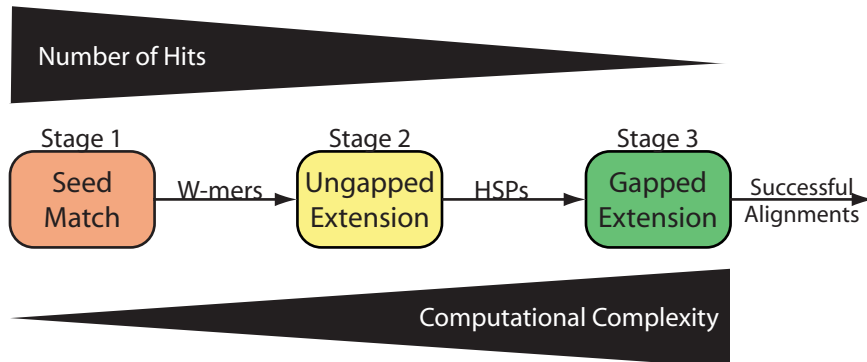 Number of Hits
Stage 1
Stage 2
Stage 3
Seed
Match
W-mers
Ungapped
Extension
HSPs
Gapped
Extension
Successful
Alignments
Computational Complexity